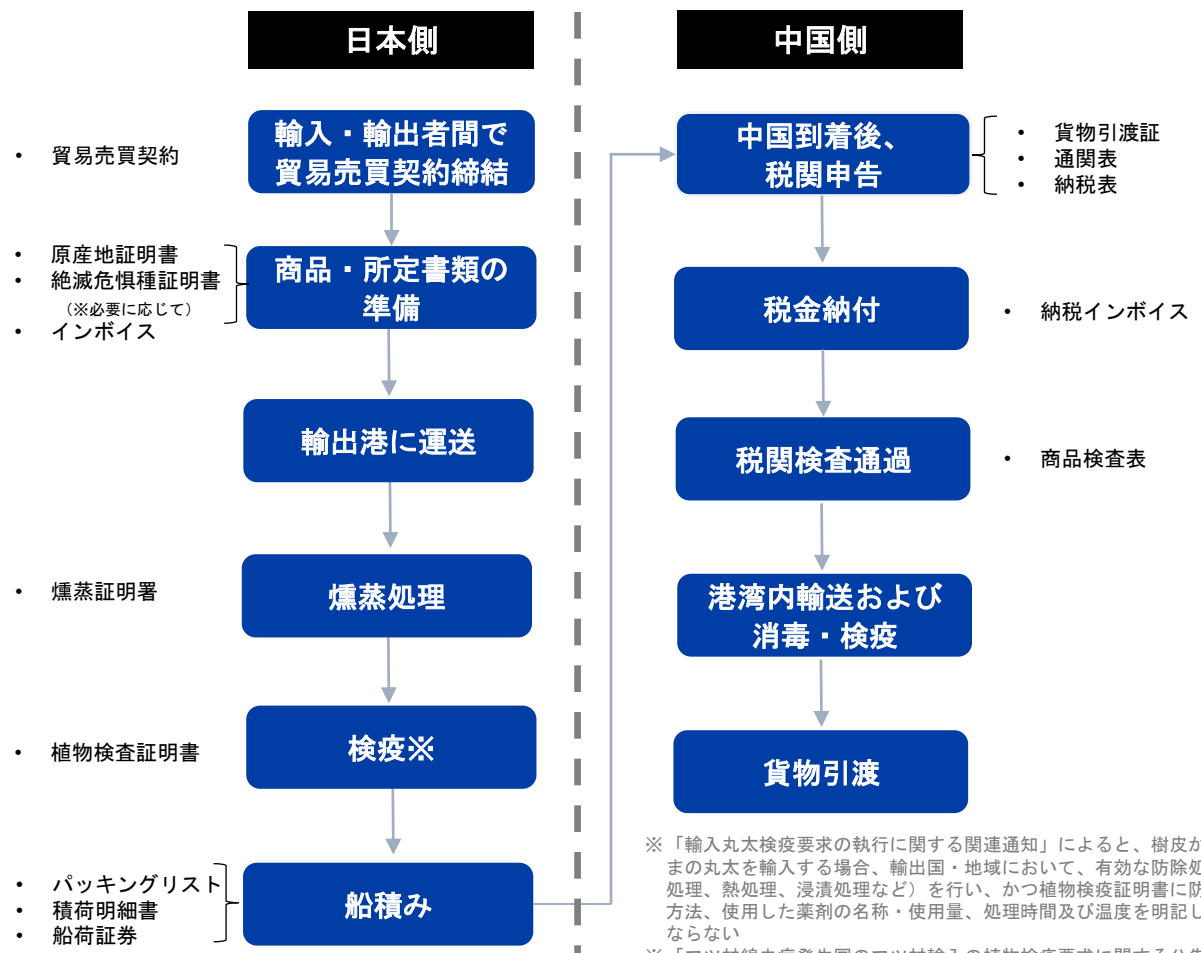 日本側
貿易売買契約
輸入・輸出者間で
貿易売買契約締結
原産地証明書
絶滅危惧種証明書
（※必要に応じて）
インボイス
商品・所定書類の
準備
輸出港に運送
燻蒸証明署
燻蒸処理
植物検査証明書
検疫※
パッキングリスト
積荷明細書
船荷証券
船積み
中国側
中国到着後、
税関申告
貨物引渡証
通関表
納税表
税金納付
納税インボイス
税関検査通過
商品検査表
港湾内輸送および
消毒・検疫
貨物引渡
※「輸入丸太検疫要求の執行に関する関連通知」によると、樹皮が
まの丸太を輸入する場合、輸出国・地域において、有効な防除処
処理、熱処理、浸漬処理など）を行い、かつ植物検疫証明書に防
方法、使用した薬剤の名称・使用量、処理時間及び温度を明記し
ならない